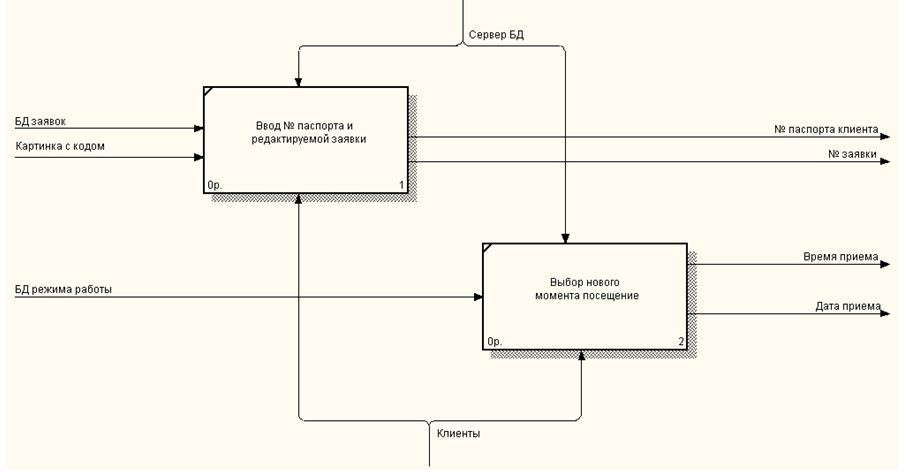 Сервер БД
БД заявок
Картинка с кодом
Ввод № паспорта и
редактируемой заявки
0р.
1
№ паспорта клиента
№ заявки
БД режима работы
Выбор нового
момента посещение
0р.
2
Время приема
Дата приема
Клиенты